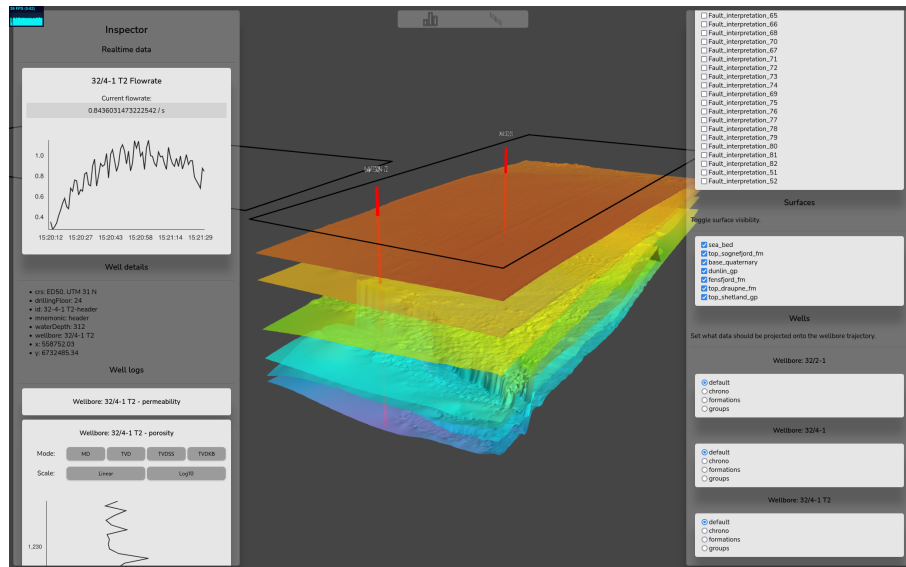 Inspector
Realtime data
32/4-1 T2 Flowrate
Current flowrate:
0.8436031473222542 / s
1.0
0.8
0.6
0.4
15:20:12 15:20:27 15:20:43 15:20:58 15:21:14 15:21:29
Well details
crs: ED50, UTM 31 N
drillingFloor: 24
id: 32-4-1 T2-header
mnemonic: header
waterDepth: 312
wellbore: 32/4-1 T2
x: 558752.03
y: 6732485.34
Well logs
Wellbore: 32/4-1 T2 - permeability
Wellbore: 32/4-1 T2 - porosity
Mode: MD TVD TVDSS TVDKB
Scale: Linear Log10
1,230
Fault_interpretation_65
Fault_interpretation_66
Fault_interpretation_68
Fault_interpretation_70
Fault_interpretation_67
Fault_interpretation_71
Fault_interpretation_72
Fault_interpretation_73
Fault_interpretation_74
Fault_interpretation_69
Fault_interpretation_75
Fault_interpretation_76
Fault_interpretation_77
Fault_interpretation_78
Fault_interpretation_79
Fault_interpretation_80
Fault_interpretation_81
Fault_interpretation_82
Fault_interpretation_51
Fault_interpretation_52
Surfaces
Toggle surface visibility.
sea_bed
top_sognefjord_fm
base_quaternary
dunlin_gp
fensfjord_fm
top_draupne_fm
top_shetland_gp
Wells
Set what data should be projected onto the wellbore trajectory.
Wellbore: 32/2-1
default
chrono
formations
groups
Wellbore: 32/4-1
default
chrono
formations
groups
Wellbore: 32/4-1 T2
default
chrono
formations
groups